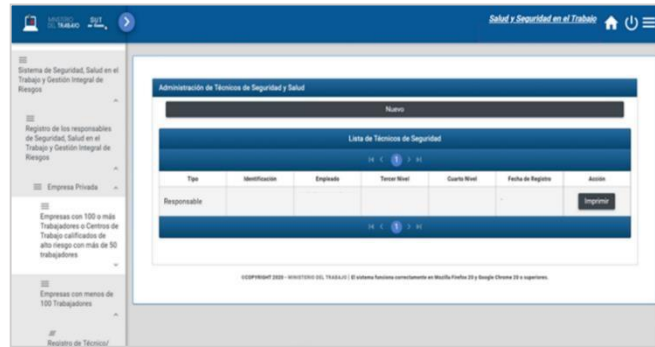 MINISTERIO
DEL TRABAJO
SUT
Salud y Seguridad en el Trabajo
Sistema de Seguridad, Salud en el
Trabajo y Gestión Integral de
Riesgos
Registro de los responsables
de Seguridad, Salud en el
Trabajo y Gestión Integral de
Riesgos
Empresa Privada
Empresas con 100 o más
Trabajadores o Centros de
Trabajo calificados de
alto riesgo con más de 50
trabajadores
Empresas con menos de
100 Trabajadores
Registro de Técnico/
Administración de Técnicos de Seguridad y Salud
Nuevo
Lista de Técnicos de Seguridad
1
Tipo Identificación Empleado Tercer Nivel Cuarto Nivel Fecha de Registro Acción
Responsable Imprimir
1
©COPYRIGHT 2020 - MINISTERIO DEL TRABAJO | El sistema funciona correctamente en Mozilla Firefox 20 y Google Chrome 20 o superiores.